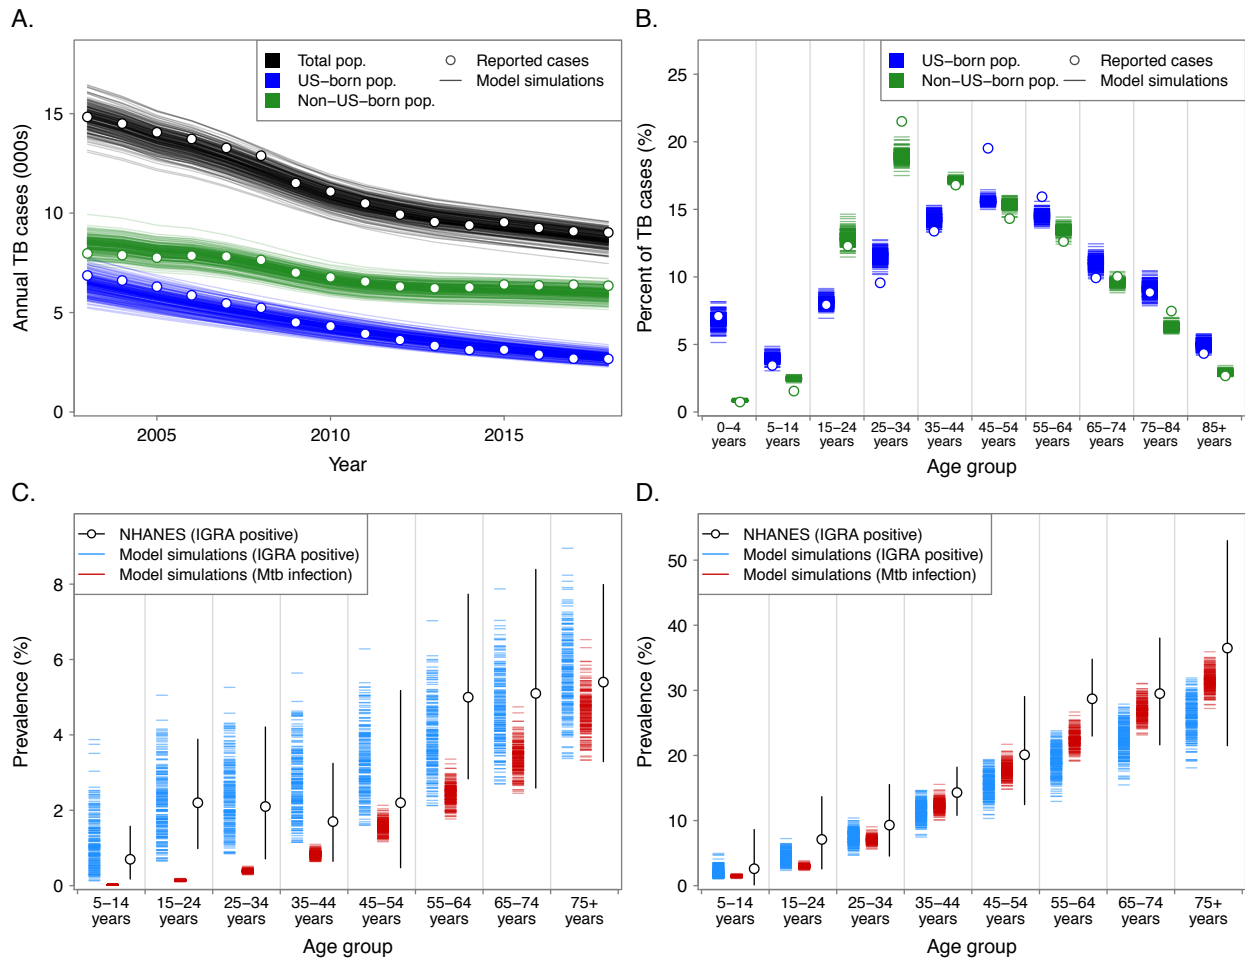 A.
Total pop.
US−born pop.
Non−US−born pop.
Reported cases
Model simulations
Annual TB cases (000s)
15
10
5
0
2005
2010
2015
Year
B.
US−born pop.
Non−US−born pop.
Reported cases
Model simulations
Percent of TB cases (%)
25
20
15
10
5
0
0−4 years
5−14 years
15−24 years
25−34 years
35−44 years
45−54 years
55−64 years
65−74 years
75−84 years
85+ years
Age group
C.
NHANES (IGRA positive)
Model simulations (IGRA positive)
Model simulations (Mtb infection)
Prevalence (%)
8
6
4
2
0
5−14 years
15−24 years
25−34 years
35−44 years
45−54 years
55−64 years
65−74 years
75+ years
Age group
D.
NHANES (IGRA positive)
Model simulations (IGRA positive)
Model simulations (Mtb infection)
Prevalence (%)
50
40
30
20
10
0
5−14 years
15−24 years
25−34 years
35−44 years
45−54 years
55−64 years
65−74 years
75+ years
Age group